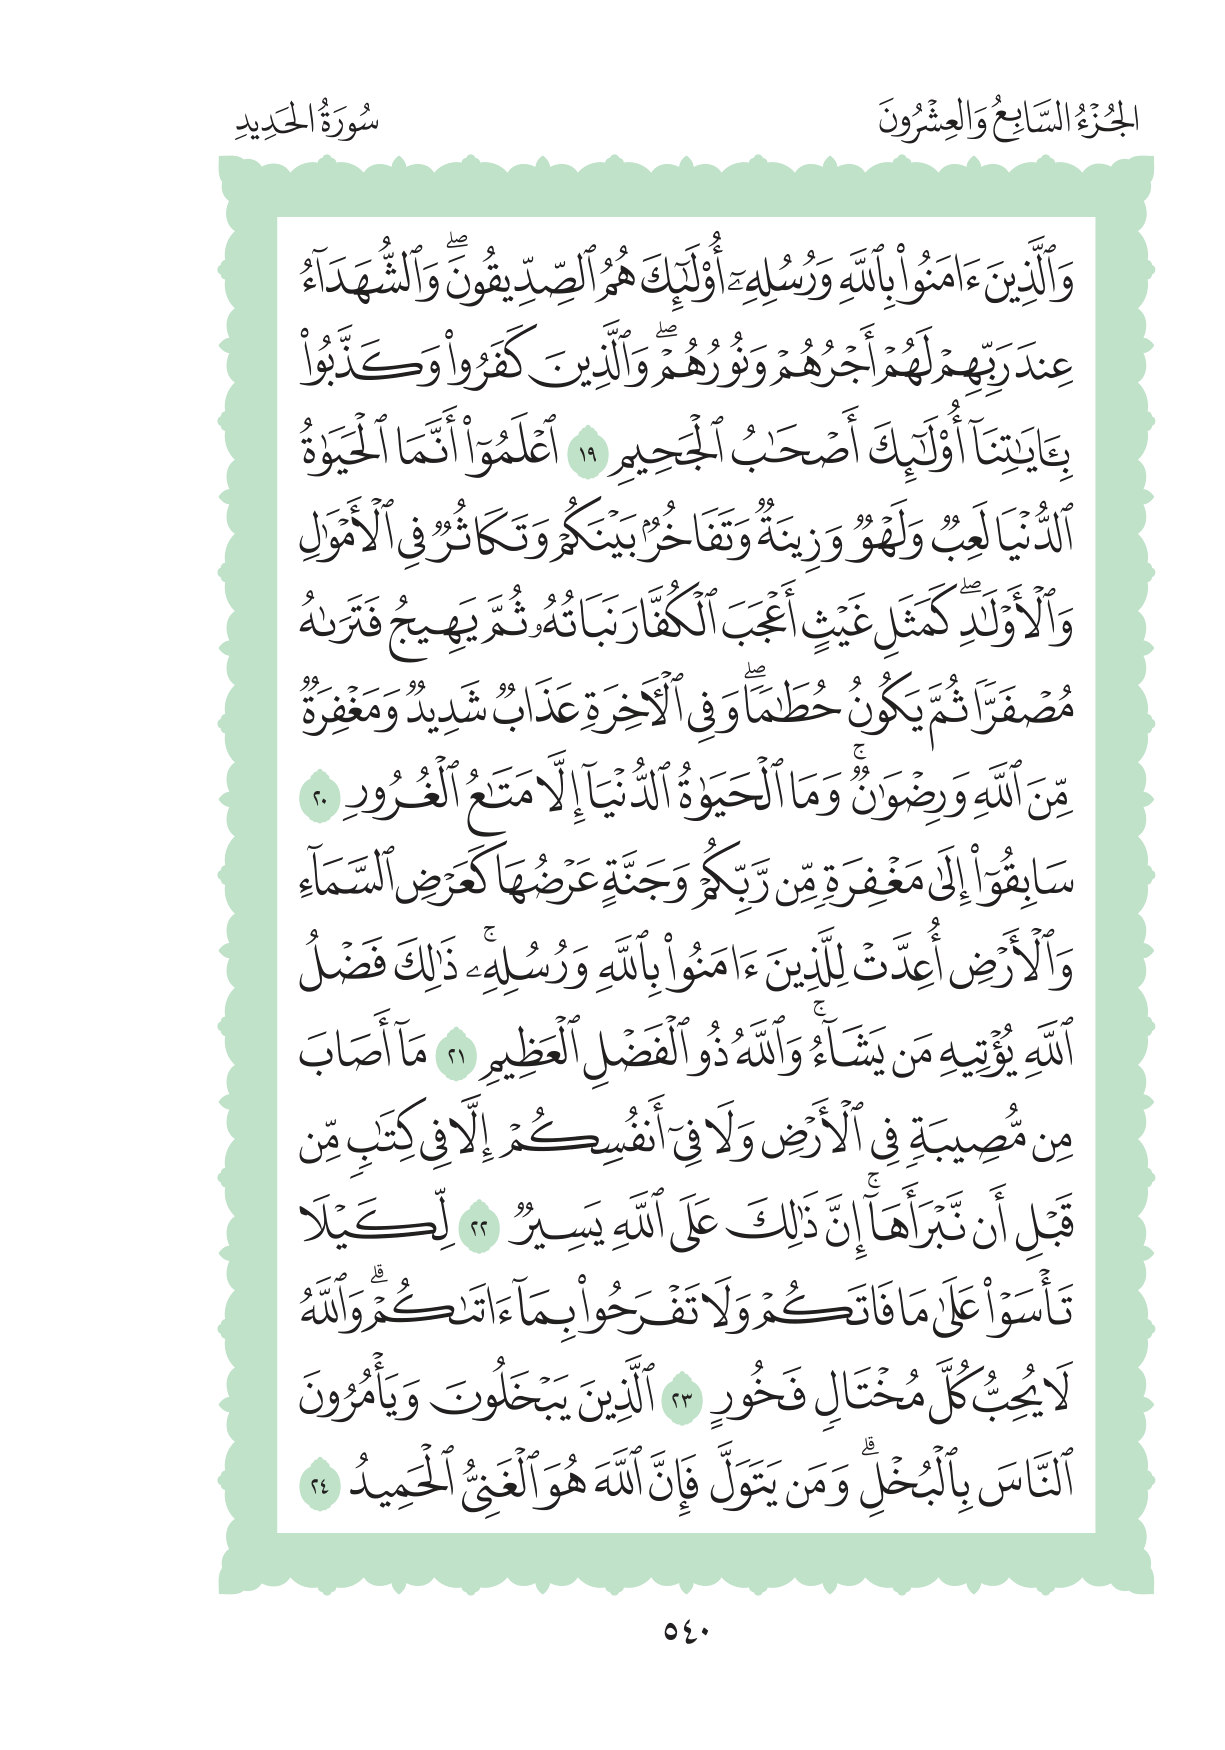 الجُزْءُ السَّابِعُ وَالعِشْرُونَ
سُورَةُ الحَدِيدِ
وَٱلَّذِينَ ءَامَنُوا۟ بِٱللَّهِ وَرُسُلِهِۦٓ أُو۟لَٰٓئِكَ هُمُ ٱلصِّدِّيقُونَۖ وَٱلشُّهَدَآءُ
عِندَ رَبِّهِمْ لَهُمْ أَجْرُهُمْ وَنُورُهُمْۖ وَٱلَّذِينَ كَفَرُوا۟ وَكَذَّبُوا۟
بِـَٔايَٰتِنَآ أُو۟لَٰٓئِكَ أَصْحَٰبُ ٱلْجَحِيمِ ١٩ ٱعْلَمُوٓا۟ أَنَّمَا ٱلْحَيَوٰةُ
ٱلدُّنْيَا لَعِبٌ وَلَهْوٌ وَزِينَةٌ وَتَفَاخُرٌۢ بَيْنَكُمْ وَتَكَاثُرٌ فِى ٱلْأَمْوَٰلِ
وَٱلْأَوْلَٰدِۖ كَمَثَلِ غَيْثٍ أَعْجَبَ ٱلْكُفَّارَ نَبَاتُهُۥ ثُمَّ يَهِيجُ فَتَرَىٰهُ
مُصْفَرًّا ثُمَّ يَكُونُ حُطَٰمًاۖ وَفِى ٱلْـَٔاخِرَةِ عَذَابٌ شَدِيدٌ وَمَغْفِرَةٌ
مِّنَ ٱللَّهِ وَرِضْوَٰنٌۚ وَمَا ٱلْحَيَوٰةُ ٱلدُّنْيَآ إِلَّا مَتَٰعُ ٱلْغُرُورِ ٢٠
سَابِقُوٓا۟ إِلَىٰ مَغْفِرَةٍ مِّن رَّبِّكُمْ وَجَنَّةٍ عَرْضُهَا كَعَرْضِ ٱلسَّمَآءِ
وَٱلْأَرْضِ أُعِدَّتْ لِلَّذِينَ ءَامَنُوا۟ بِٱللَّهِ وَرُسُلِهِۦۚ ذَٰلِكَ فَضْلُ
ٱللَّهِ يُؤْتِيهِ مَن يَشَآءُۚ وَٱللَّهُ ذُو ٱلْفَضْلِ ٱلْعَظِيمِ ٢١ مَآ أَصَابَ
مِن مُّصِيبَةٍ فِى ٱلْأَرْضِ وَلَا فِىٓ أَنفُسِكُمْ إِلَّا فِى كِتَٰبٍ مِّن
قَبْلِ أَن نَّبْرَأَهَآۚ إِنَّ ذَٰلِكَ عَلَى ٱللَّهِ يَسِيرٌ ٢٢ لِّكَيْلَا
تَأْسَوْا۟ عَلَىٰ مَا فَاتَكُمْ وَلَا تَفْرَحُوا۟ بِمَآ ءَاتَىٰكُمْۗ وَٱللَّهُ
لَا يُحِبُّ كُلَّ مُخْتَالٍ فَخُورٍ ٢٣ ٱلَّذِينَ يَبْخَلُونَ وَيَأْمُرُونَ
ٱلنَّاسَ بِٱلْبُخْلِۗ وَمَن يَتَوَلَّ فَإِنَّ ٱللَّهَ هُوَ ٱلْغَنِىُّ ٱلْحَمِيدُ ٢٤
٥٤٠